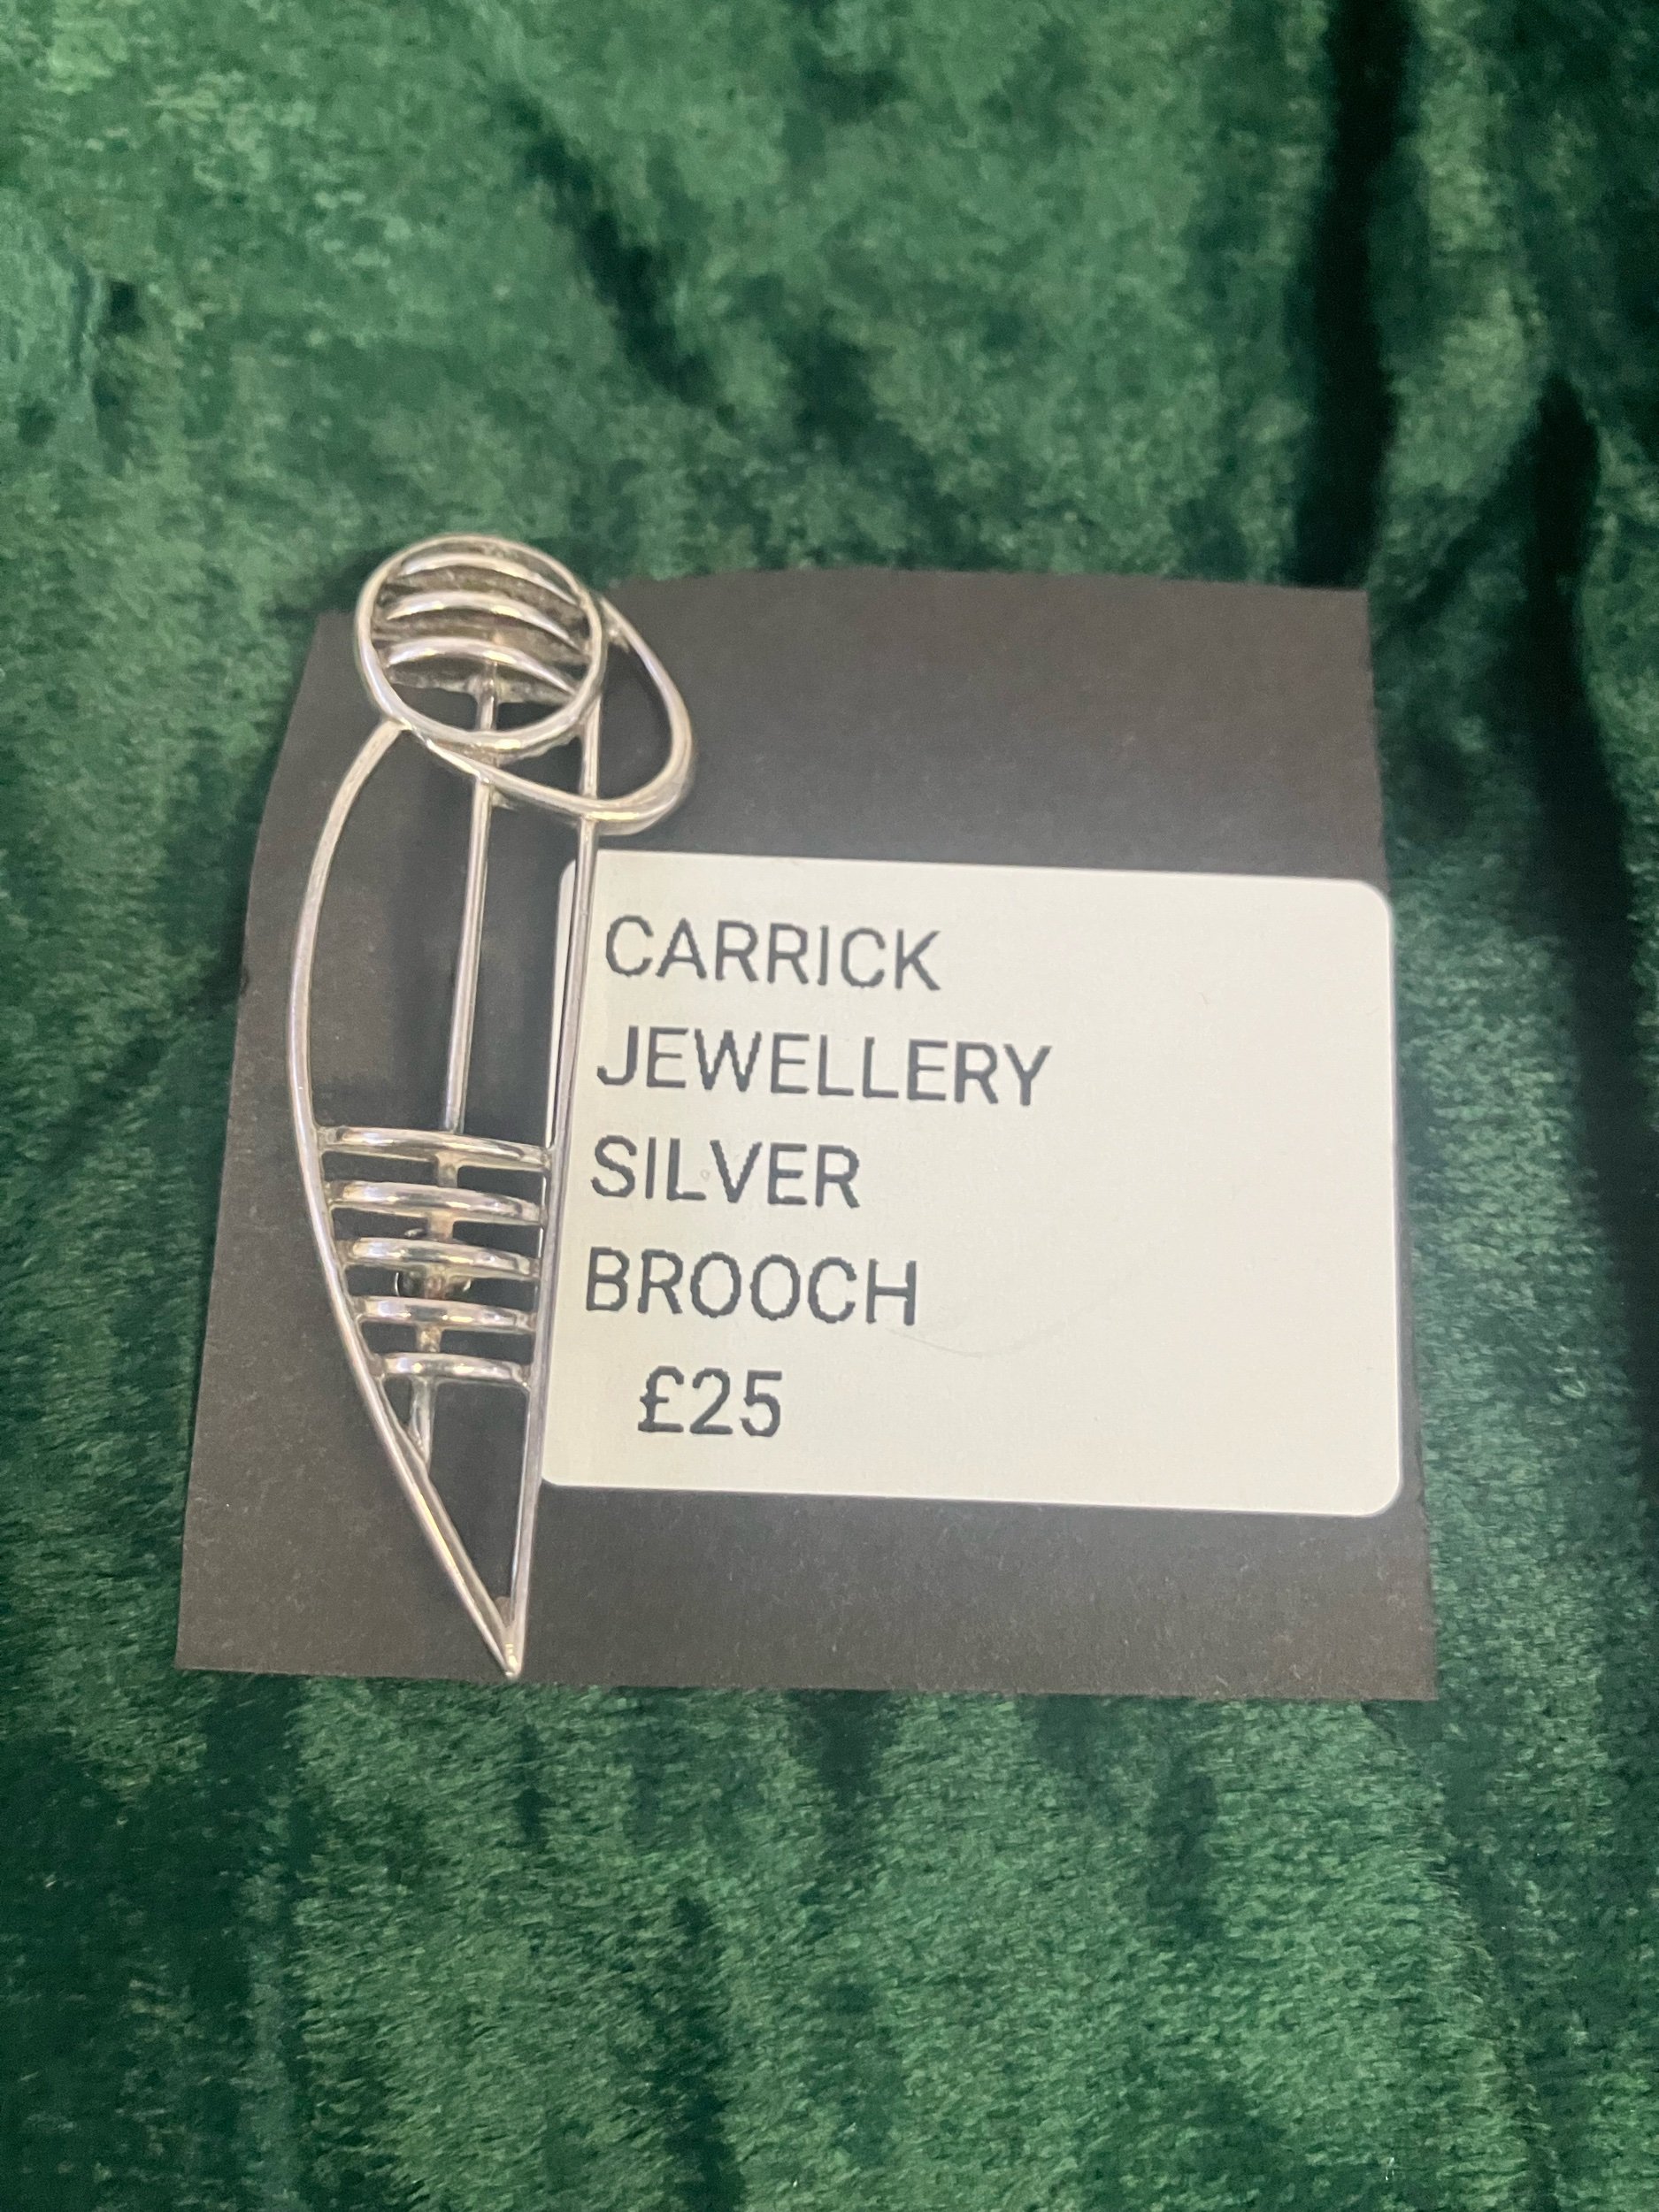 CARRICK
JEWELLERY
SILVER
BROOCH
£25